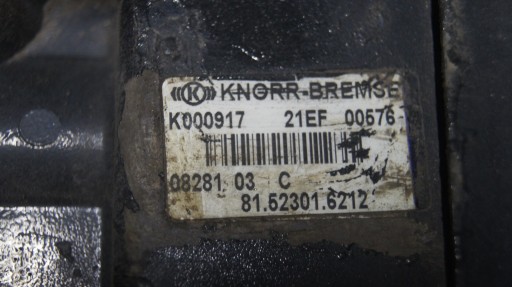 KNORR-BREMSE
K000917 21EF 00576
08281 03 C
81.52301.6212